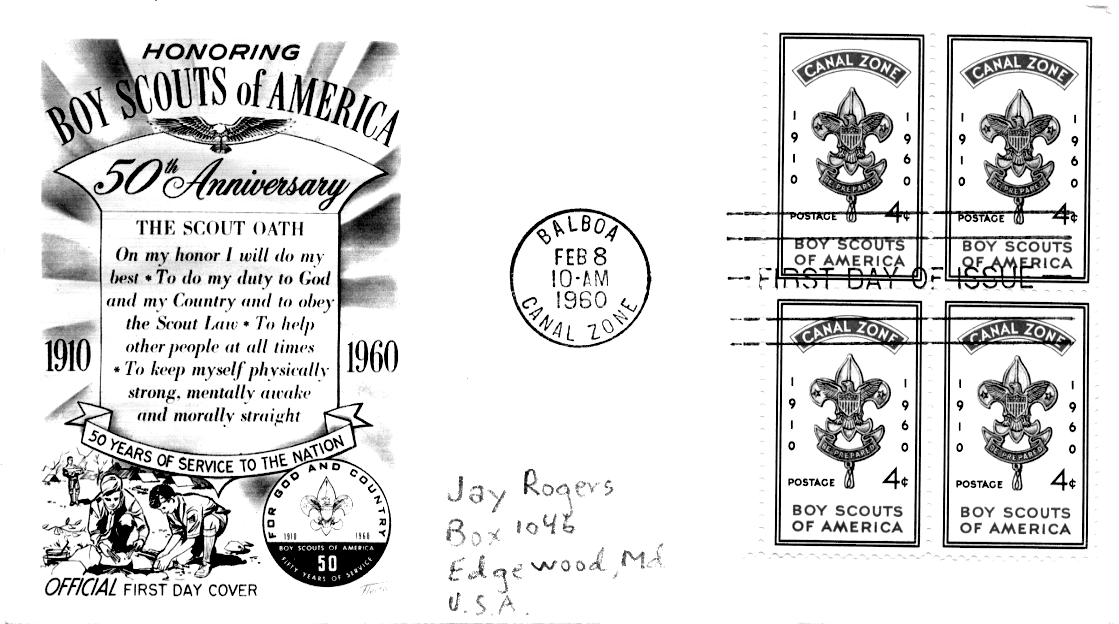 HONORING
BOY SCOUTS of AMERICA
50th Anniversary
THE SCOUT OATH
On my honor I will do my
best * To do my duty to God
and my Country and to obey
the Scout Law * To help
other people at all times
* To keep myself physically
strong, mentally awake
and morally straight
1910
1960
50 YEARS OF SERVICE TO THE NATION
FOR GOD AND COUNTRY
1910 1960
BOY SCOUTS OF AMERICA
50
FIFTY YEARS OF SERVICE
OFFICIAL FIRST DAY COVER
BALBOA
FEB 8
10-AM
1960
CANAL ZONE
Jay Rogers
Box 1046
Edgewood, Md
U.S.A.
CANAL ZONE
1910
1960
BE PREPARED
POSTAGE 4¢
BOY SCOUTS
OF AMERICA
CANAL ZONE
1910
1960
BE PREPARED
POSTAGE 4¢
BOY SCOUTS
OF AMERICA
FIRST DAY OF ISSUE
CANAL ZONE
1910
1960
BE PREPARED
POSTAGE 4¢
BOY SCOUTS
OF AMERICA
CANAL ZONE
1910
1960
BE PREPARED
POSTAGE 4¢
BOY SCOUTS
OF AMERICA